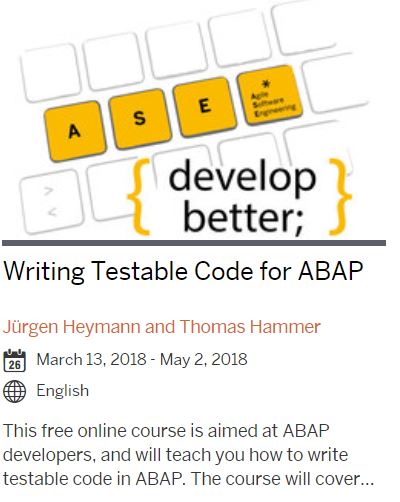 A
S
E
*
Agile
Software
Engineering
>
<
{ develop
better; }
Writing Testable Code for ABAP
Jürgen Heymann and Thomas Hammer
26 March 13, 2018 - May 2, 2018
English
This free online course is aimed at ABAP
developers, and will teach you how to write
testable code in ABAP. The course will cover...